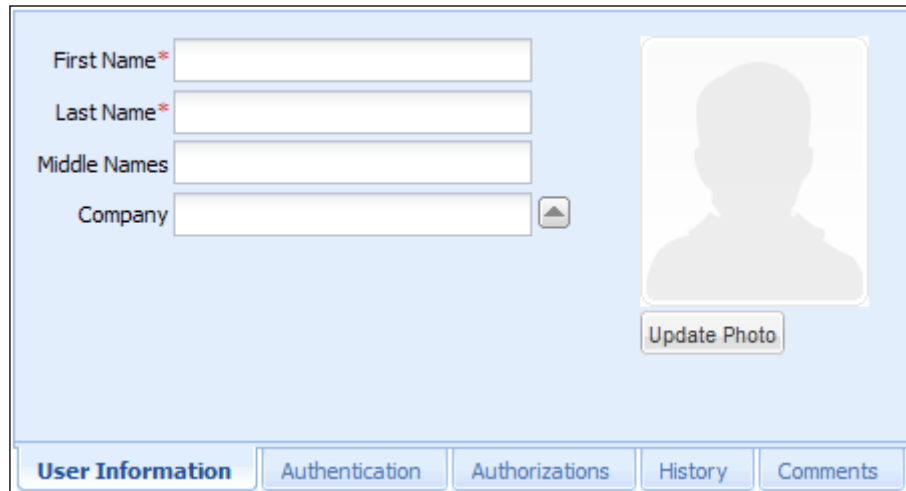 First Name*
Last Name*
Middle Names
Company
Update Photo
User Information Authentication Authorizations History Comments